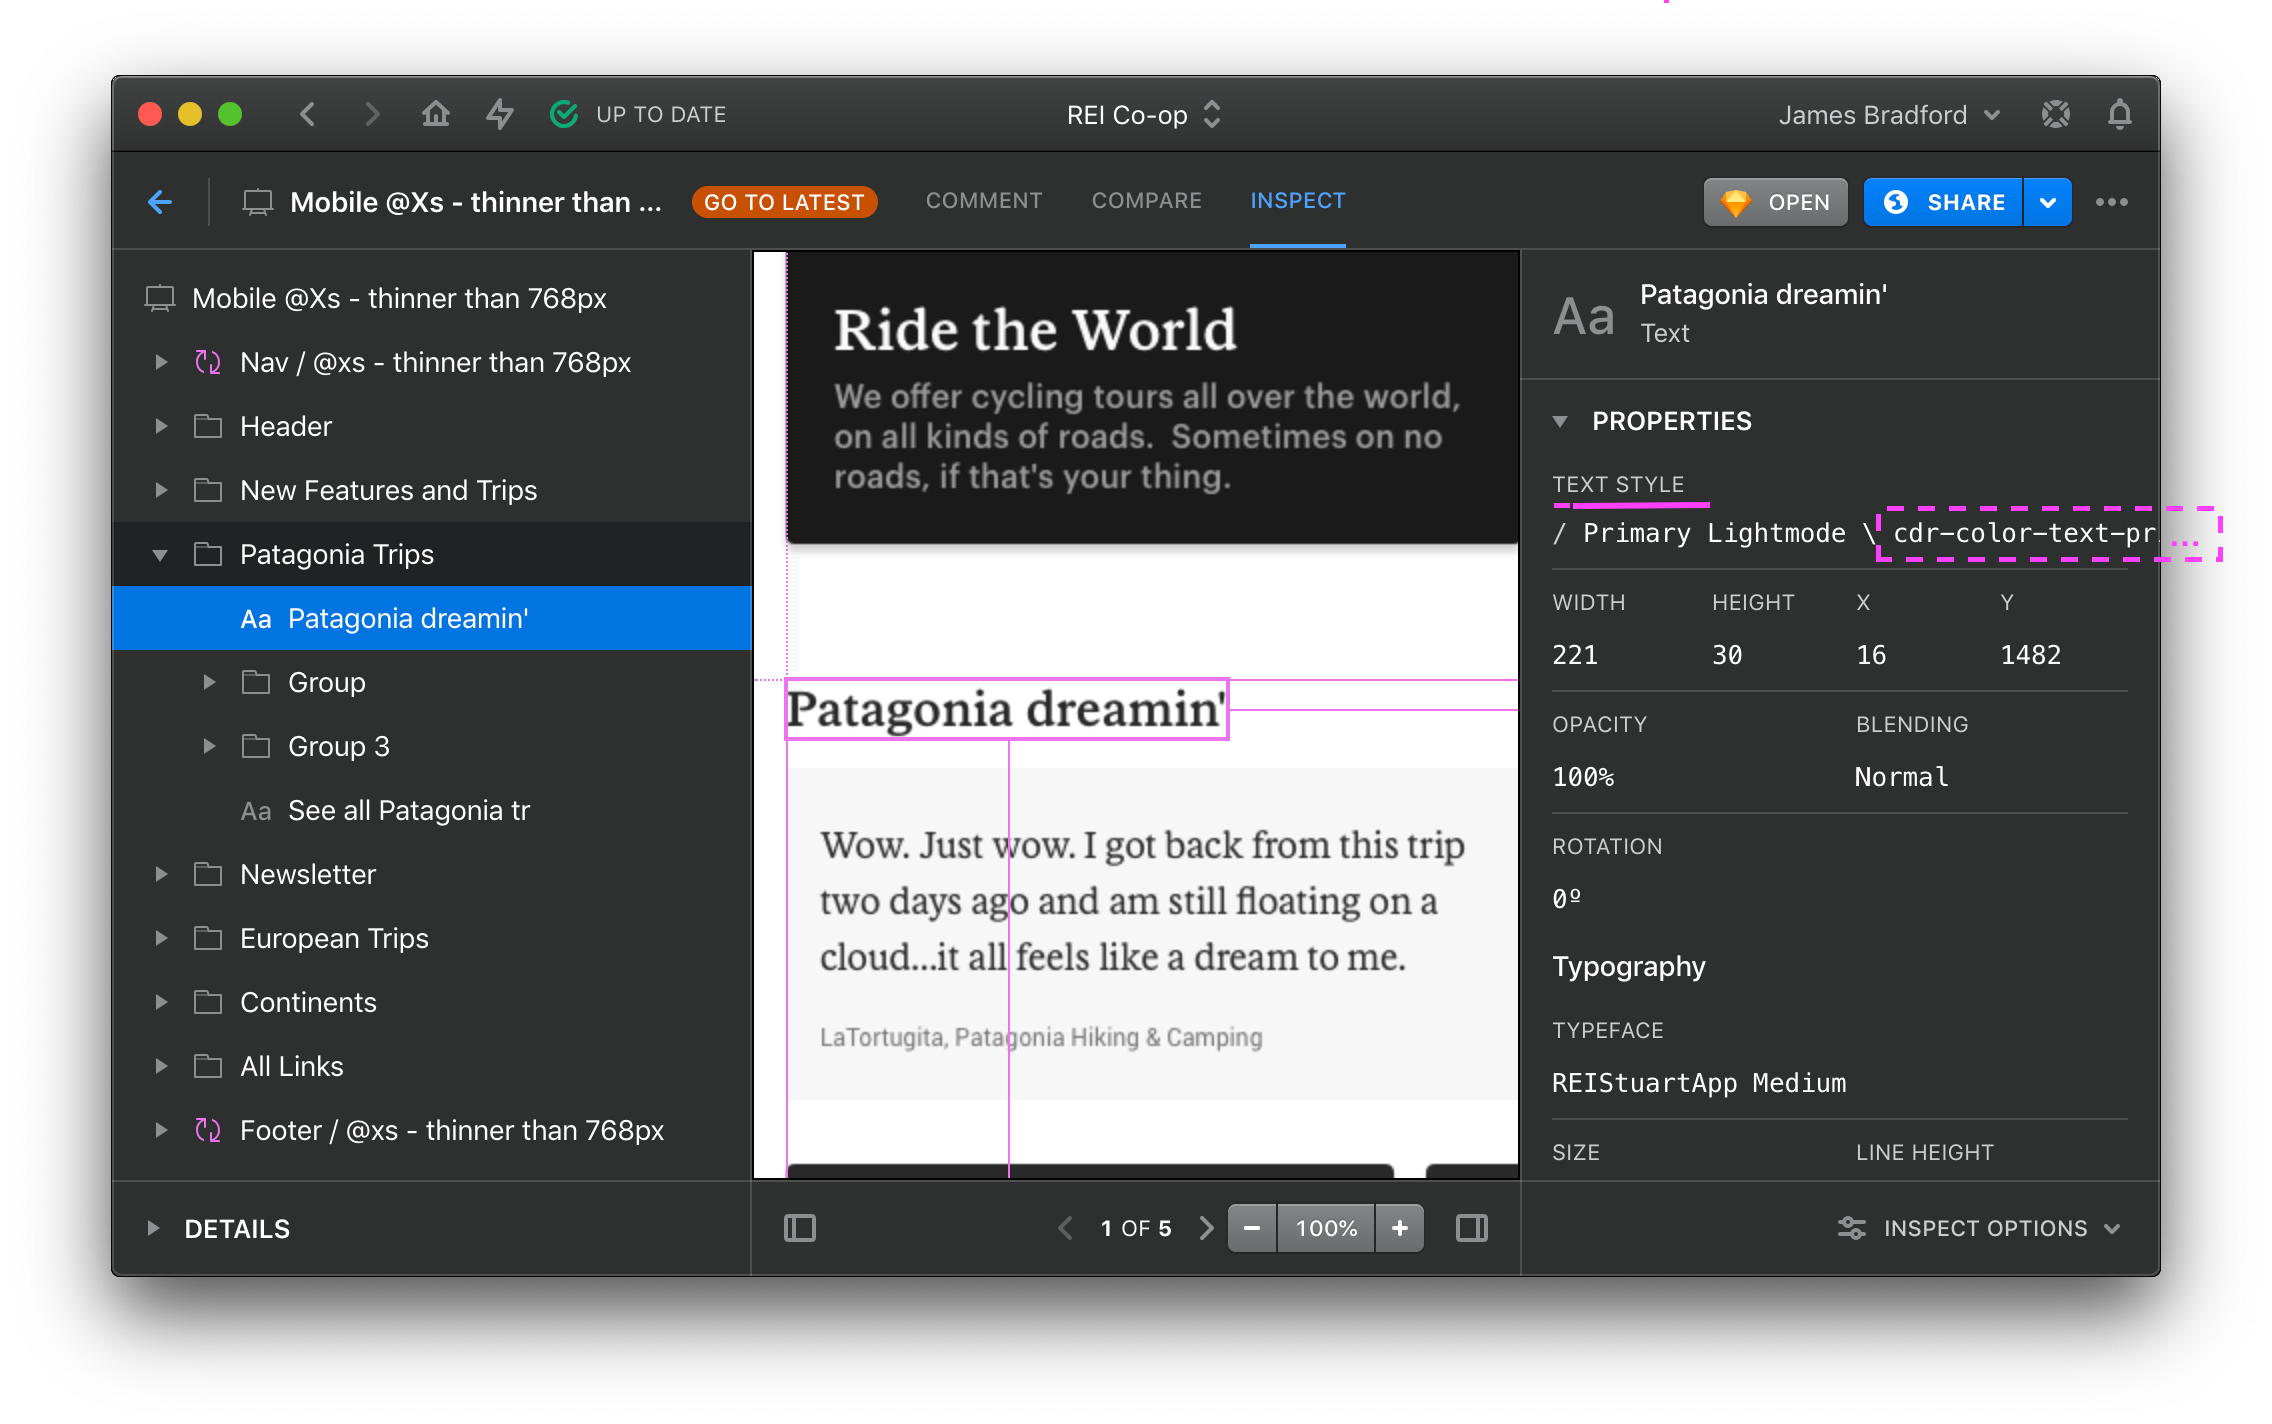 UP TO DATE
REI Co-op
James Bradford
Mobile @Xs - thinner than ...
GO TO LATEST
COMMENT
COMPARE
INSPECT
OPEN
SHARE
Mobile @Xs - thinner than 768px
Nav / @xs - thinner than 768px
Header
New Features and Trips
Patagonia Trips
Aa Patagonia dreamin'
Group
Group 3
Aa See all Patagonia tr
Newsletter
European Trips
Continents
All Links
Footer / @xs - thinner than 768px
DETAILS
Ride the World
We offer cycling tours all over the world,
on all kinds of roads.  Sometimes on no
roads, if that's your thing.
Patagonia dreamin'
Wow. Just wow. I got back from this trip
two days ago and am still floating on a
cloud...it all feels like a dream to me.
LaTortugita, Patagonia Hiking & Camping
1 OF 5
100%
Aa
Patagonia dreamin'
Text
PROPERTIES
TEXT STYLE
/ Primary Lightmode \ cdr-color-text-pr...
WIDTH HEIGHT X Y
221 30 16 1482
OPACITY BLENDING
100% Normal
ROTATION
0º
Typography
TYPEFACE
REIStuartApp Medium
SIZE LINE HEIGHT
INSPECT OPTIONS